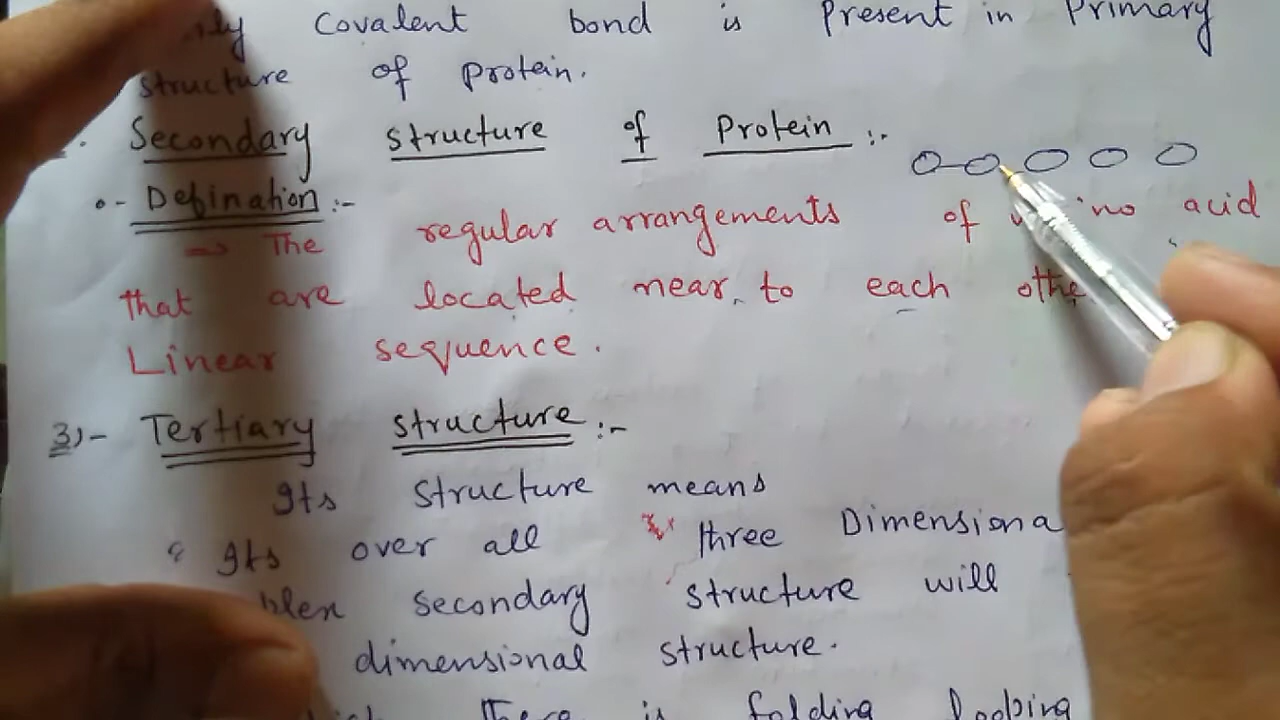 Covalent bond is Present in Primary
structure of Protein.
Secondary structure of Protein :-
Defination :-
⇒ The regular arrangements of acid
that are located near to each
Linear sequence.
3)- Tertiary structure :-
Its structure means
Its over all three Dimensiona
secondary structure will
dimensional structure.
there is folding looping